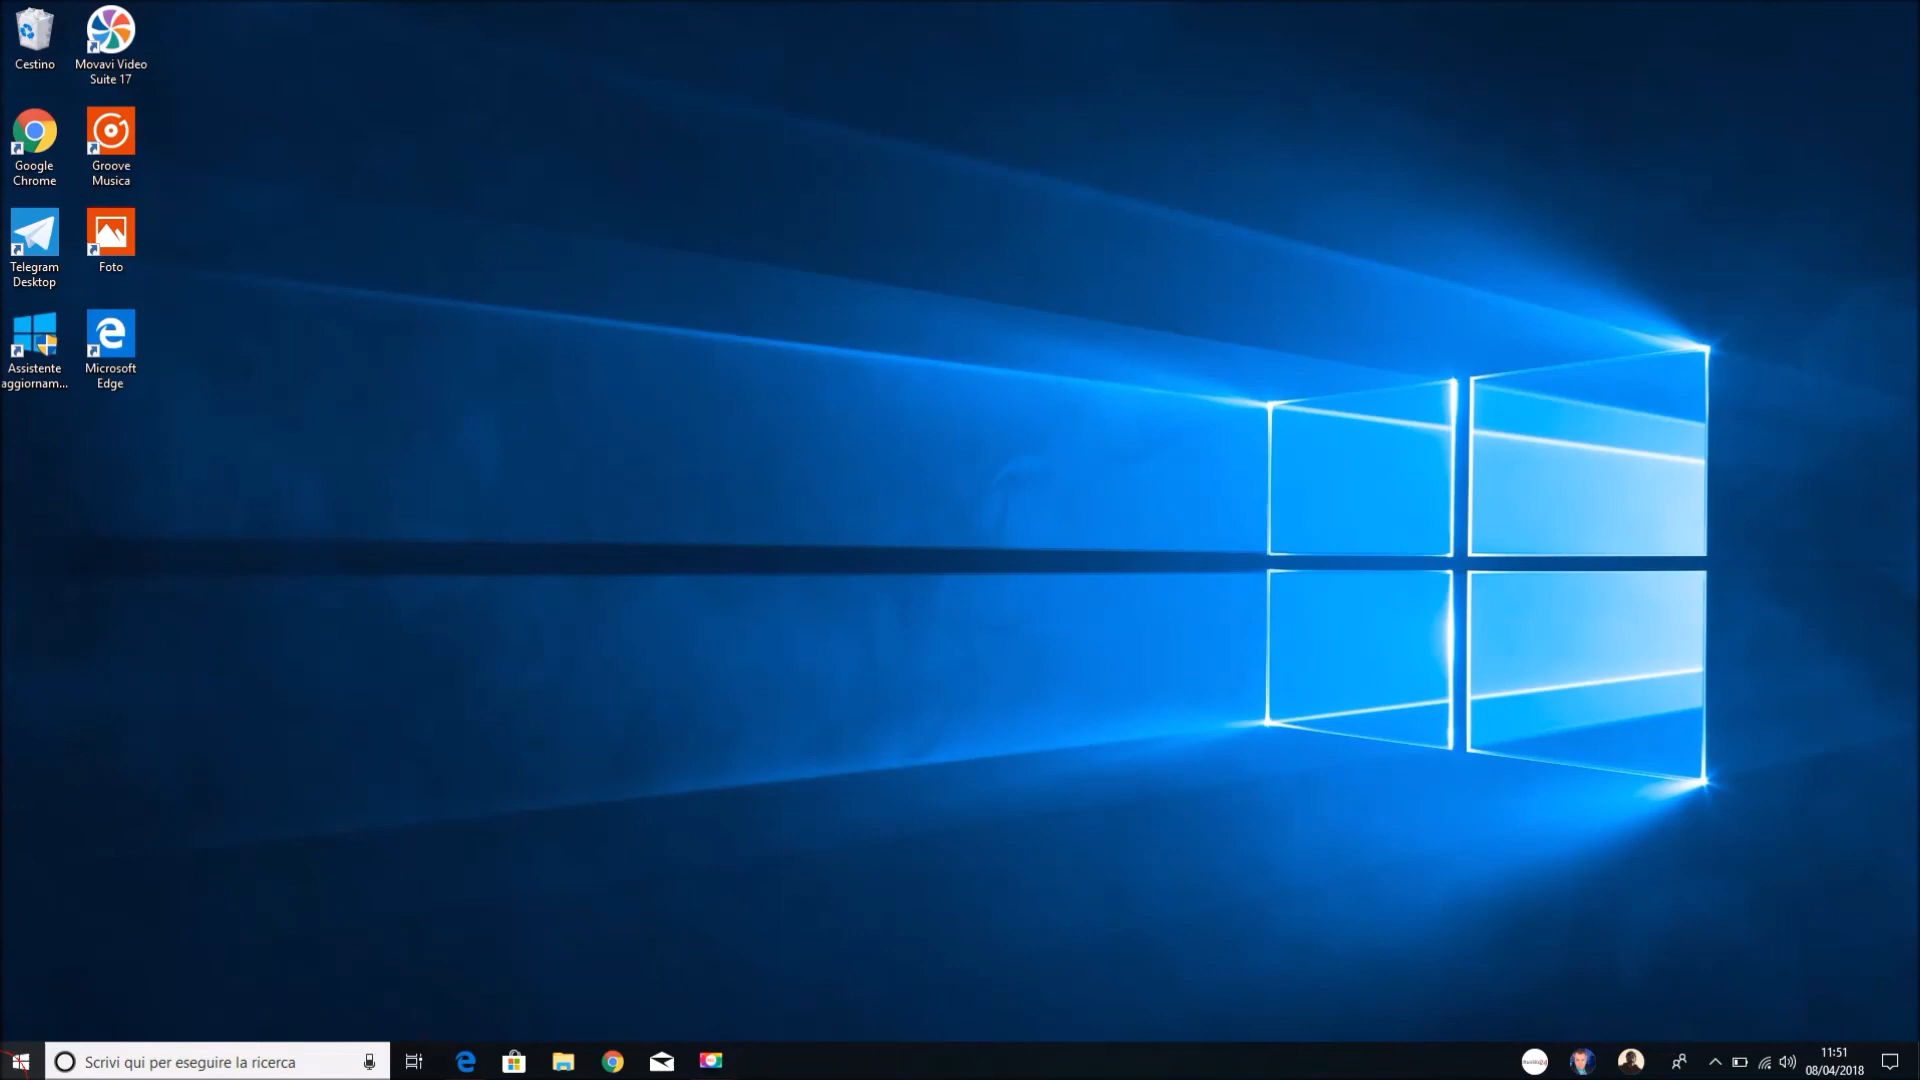 Cestino
Movavi Video
Suite 17
Google
Chrome
Groove
Musica
Telegram
Desktop
Foto
Assistente
aggiornam...
Microsoft
Edge
Scrivi qui per eseguire la ricerca
11:51
08/04/2018